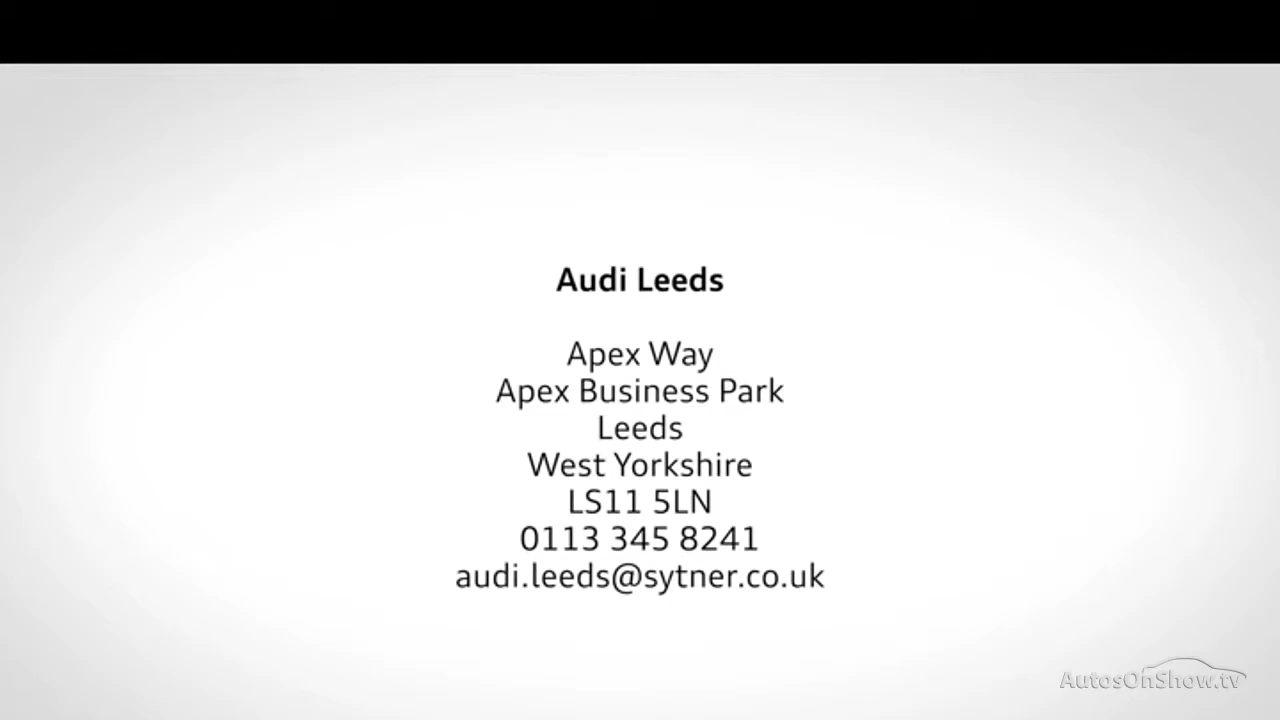 Audi Leeds
Apex Way
Apex Business Park
Leeds
West Yorkshire
LS11 5LN
0113 345 8241
audi.leeds@sytner.co.uk
AutosOnShow.tv